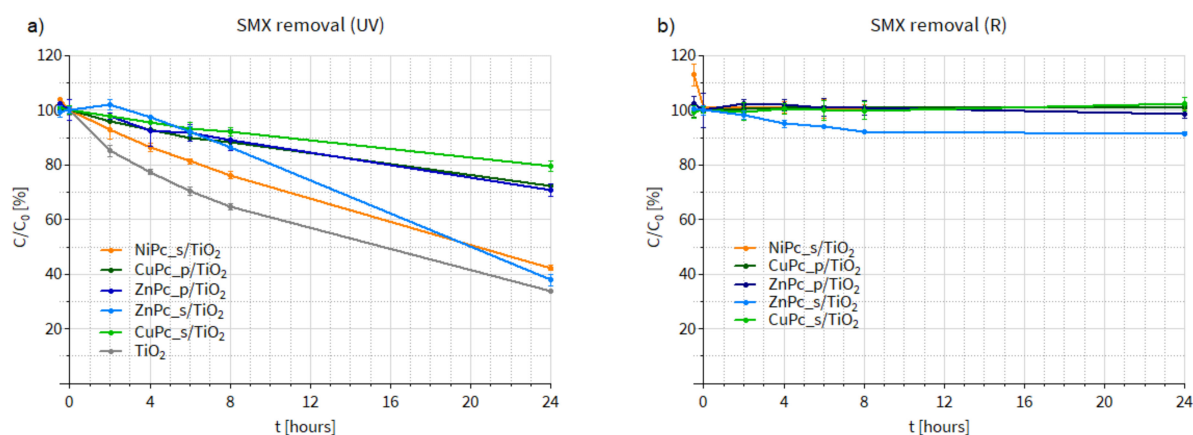 a)
SMX removal (UV)
120
100
80
60
40
20
C/C₀ [%]
NiPc_s/TiO₂
CuPc_p/TiO₂
ZnPc_p/TiO₂
ZnPc_s/TiO₂
CuPc_s/TiO₂
TiO₂
0 4 8 12 16 20 24
t [hours]
b)
SMX removal (R)
120
100
80
60
40
20
C/C₀ [%]
NiPc_s/TiO₂
CuPc_p/TiO₂
ZnPc_p/TiO₂
ZnPc_s/TiO₂
CuPc_s/TiO₂
0 4 8 12 16 20 24
t [hours]